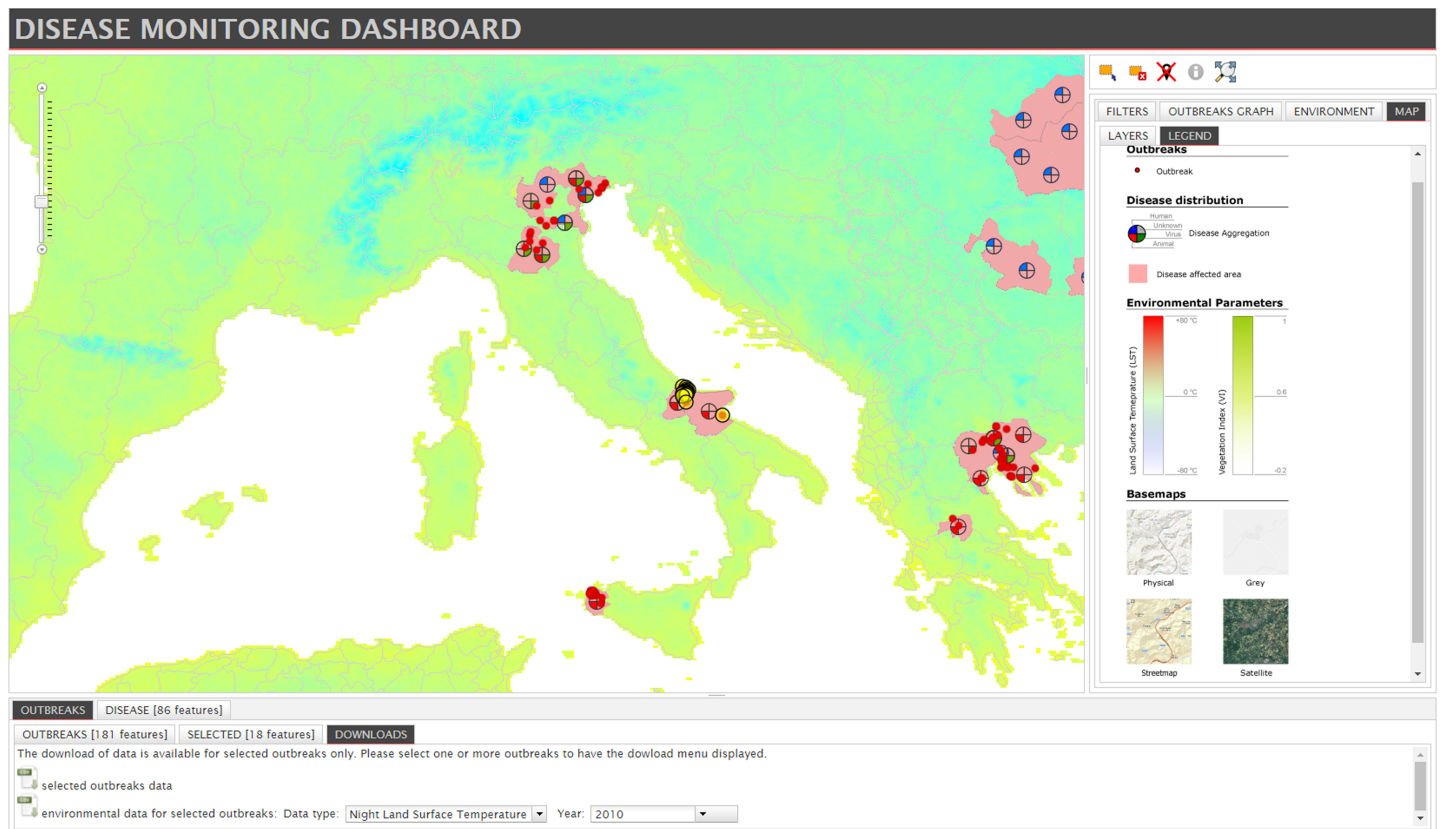 DISEASE MONITORING DASHBOARD
FILTERS
OUTBREAKS GRAPH
ENVIRONMENT
MAP
LAYERS
LEGEND
Outbreaks
Outbreak
Disease distribution
Human
Unknown
Virus
Animal
Disease Aggregation
Disease affected area
Environmental Parameters
Land Surface Temeprature (LST)
+80 °C
0 °C
-80 °C
Vegetation Index (VI)
1
0.6
-0.2
Basemaps
Physical
Grey
Streetmap
Satellite
OUTBREAKS
DISEASE [86 features]
OUTBREAKS [181 features]
SELECTED [18 features]
DOWNLOADS
The download of data is available for selected outbreaks only. Please select one or more outbreaks to have the dowload menu displayed.
selected outbreaks data
environmental data for selected outbreaks: Data type: Night Land Surface Temperature Year: 2010